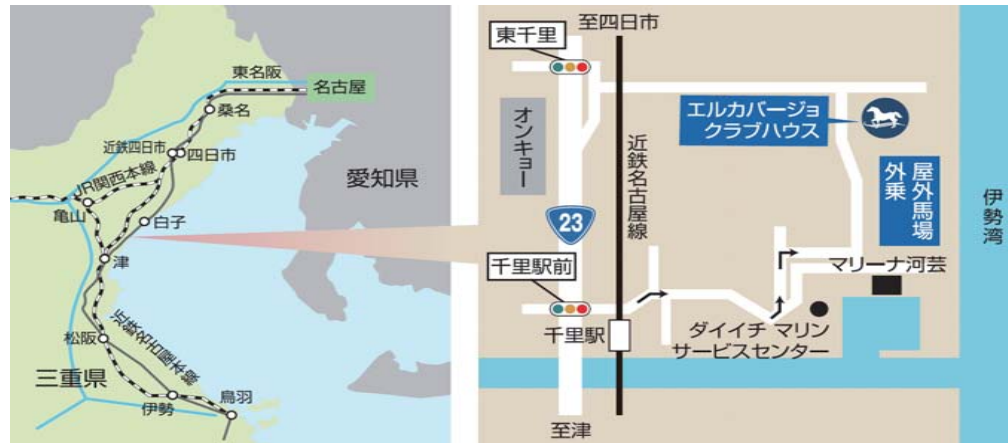 東名阪
名古屋
桑名
近鉄四日市
四日市
JR関西本線
亀山
白子
津
松阪
近鉄名古屋本線
三重県
伊勢
鳥羽
愛知県
至四日市
東千里
オンキョー
近鉄名古屋線
エルカバージョ
クラブハウス
屋外馬場
外乗
伊勢湾
23
千里駅前
マリーナ河芸
千里駅
ダイイチ マリン
サービスセンター
至津